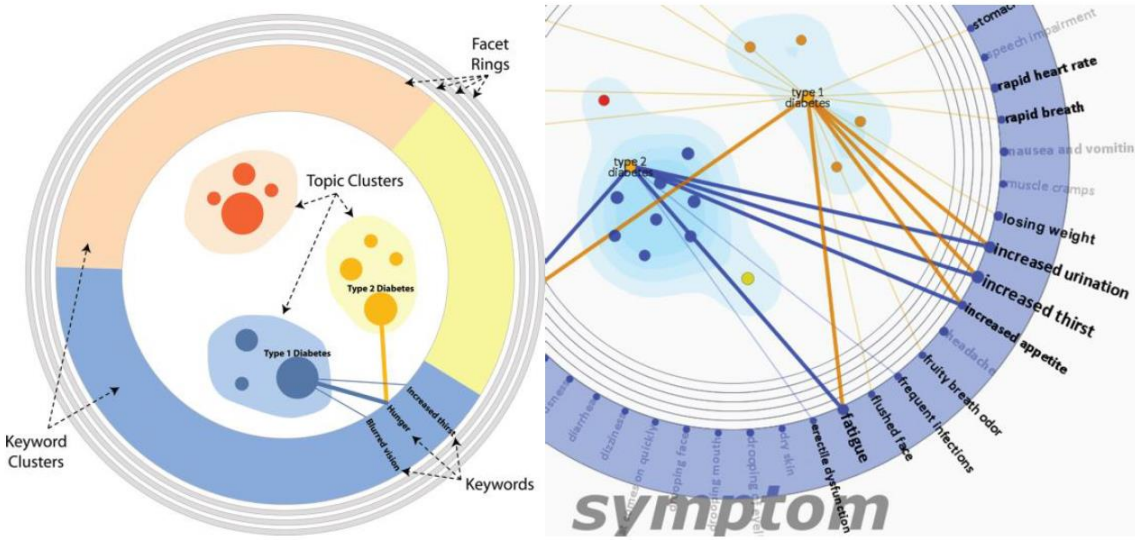 Facet
Rings
Topic Clusters
Type 2 Diabetes
Type 1 Diabetes
Increased thirst
Hunger
Blurred vision
Keyword
Clusters
Keywords
speech impairment
rapid heart rate
rapid breath
nausea and vomitin
muscle cramps
losing weight
increased urination
increased thirst
increased appetite
headache
fruity breath odor
frequent infections
flushed face
fatigue
erectile dysfunction
dry skin
drooping mouth
drooping face
comes on quickly
dizziness
diarrhea
type 1
diabetes
type 2
diabetes
symptom